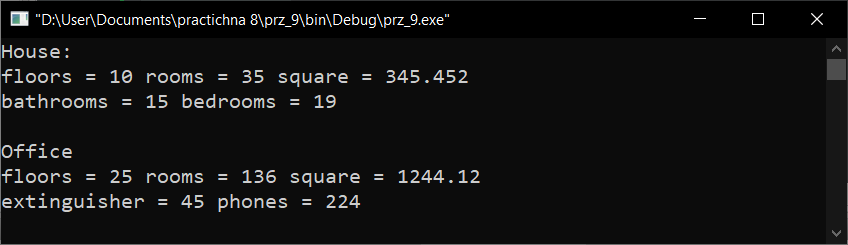 "D:\User\Documents\practichna 8\prz_9\bin\Debug\prz_9.exe"
House:
floors = 10 rooms = 35 square = 345.452
bathrooms = 15 bedrooms = 19
Office
floors = 25 rooms = 136 square = 1244.12
extinguisher = 45 phones = 224